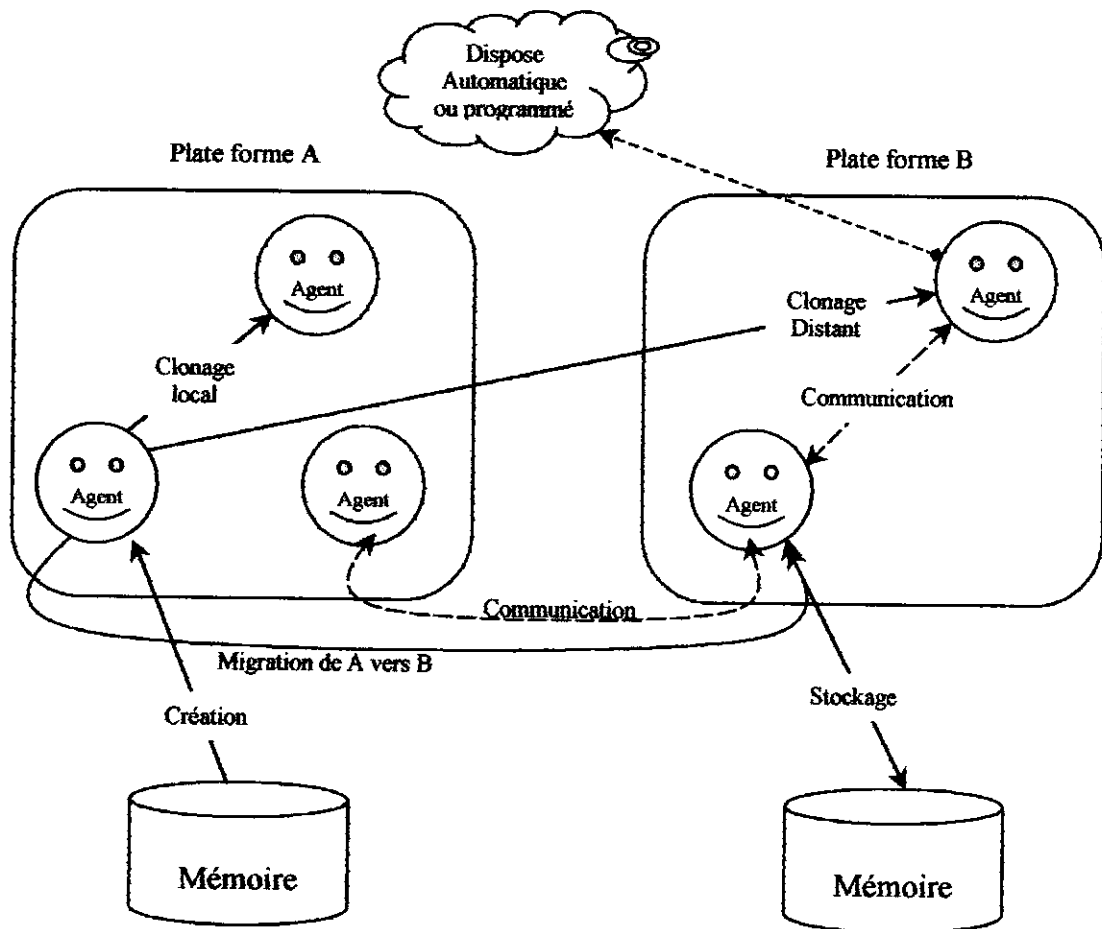 Dispose
Automatique
ou programmé
Plate forme A
Plate forme B
Agent
Agent
Clonage
Distant
Clonage
local
Communication
Agent
Agent
Agent
Communication
Migration de A vers B
Création
Stockage
Mémoire
Mémoire